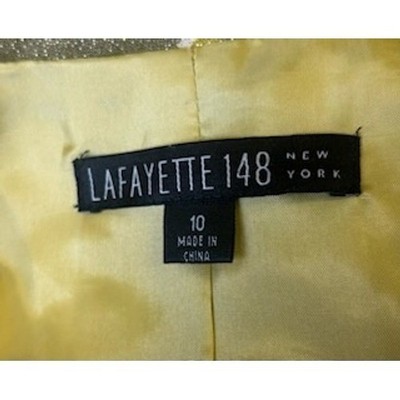 LAFAYETTE 148 NEW YORK
10
MADE IN
CHINA